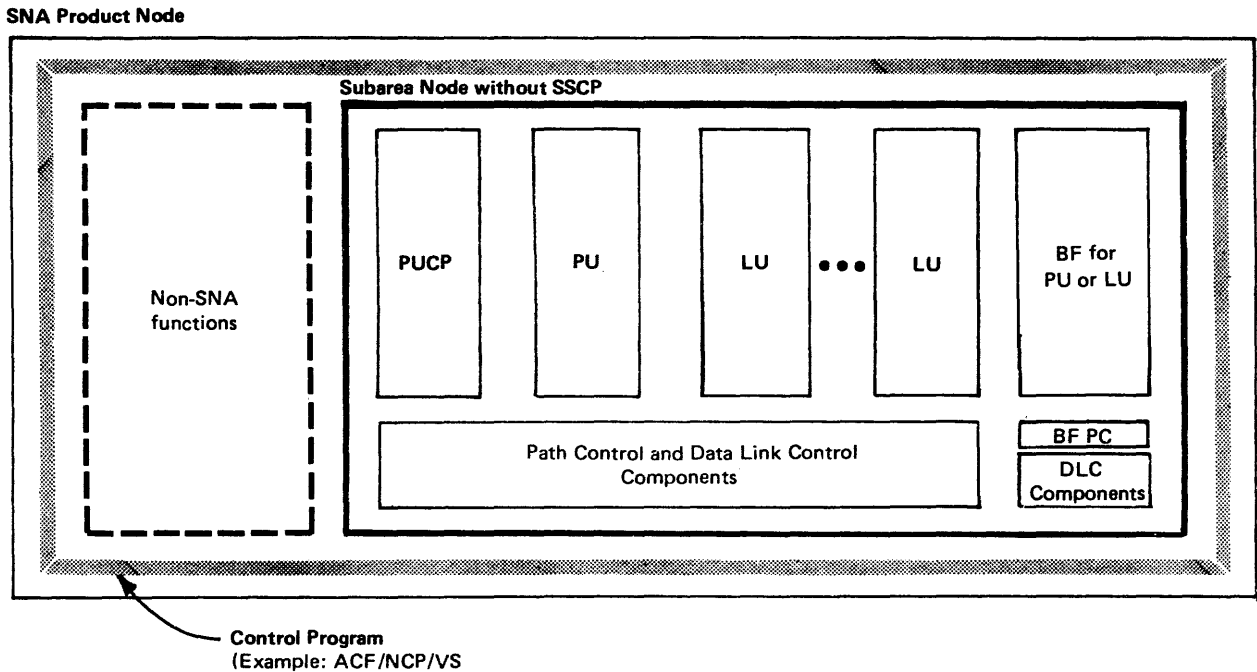 SNA Product Node
Subarea Node without SSCP
Non-SNA
functions
PUCP
PU
LU
•••
LU
BF for
PU or LU
Path Control and Data Link Control
Components
BF PC
DLC
Components
Control Program
(Example: ACF/NCP/VS